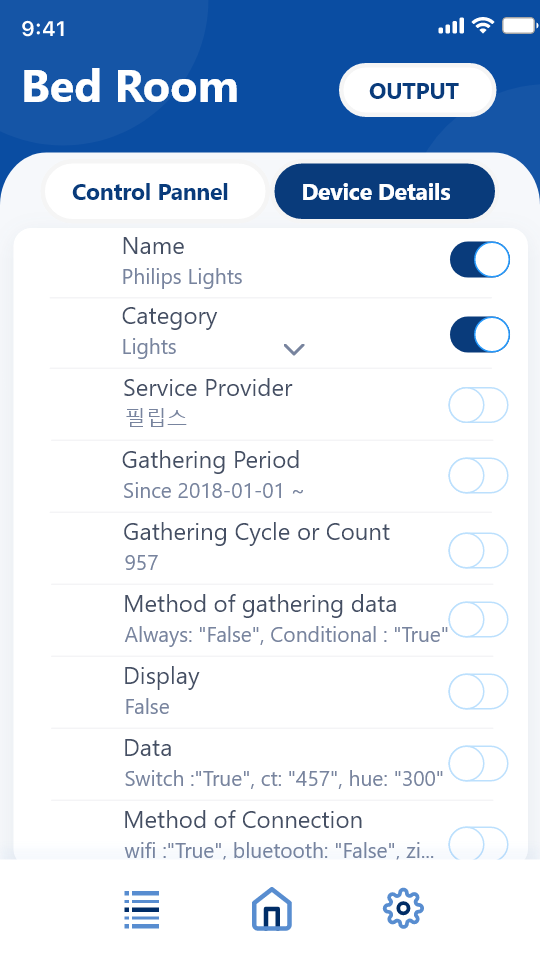 9:41
Bed Room
OUTPUT
Control Pannel
Device Details
Name
Philips Lights
Category
Lights
Service Provider
필립스
Gathering Period
Since 2018-01-01 ~
Gathering Cycle or Count
957
Method of gathering data
Always: "False", Conditional : "True"
Display
False
Data
Switch :"True", ct: "457", hue: "300"
Method of Connection
wifi :"True", bluetooth: "False", zi...